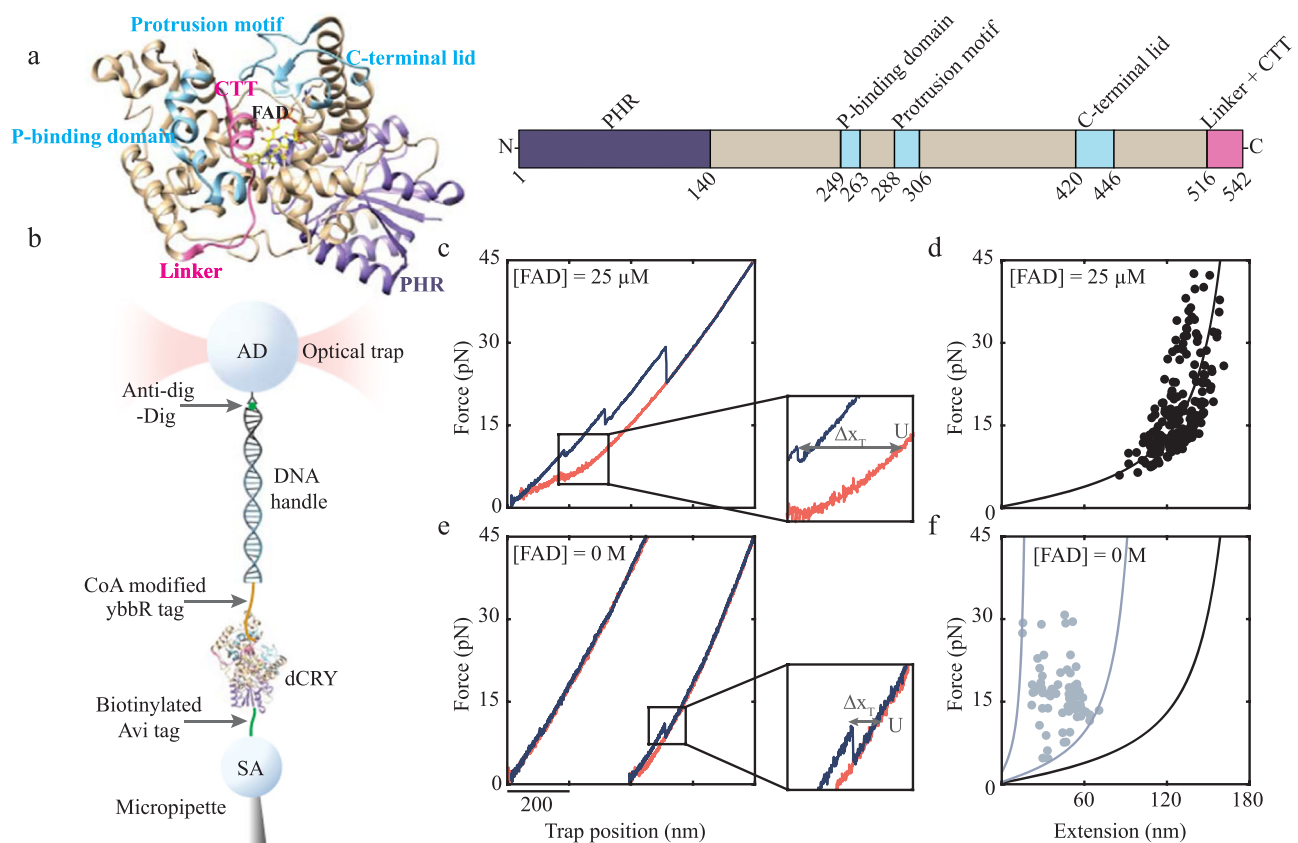 a
Protrusion motif
C-terminal lid
CTT
FAD
P-binding domain
Linker
PHR
PHR
P-binding domain
Protrusion motif
C-terminal lid
Linker + CTT
N
C
1
140
249
263
288
306
420
446
516
542
b
AD
Optical trap
Anti-dig
-Dig
DNA
handle
CoA modified
ybbR tag
dCRY
Biotinylated
Avi tag
SA
Micropipette
c
[FAD] = 25 µM
Force (pN)
45
30
15
0
Δx_T
U
d
[FAD] = 25 µM
Force (pN)
45
30
15
0
e
[FAD] = 0 M
Force (pN)
45
30
15
0
Δx_T
U
200
Trap position (nm)
f
[FAD] = 0 M
Force (pN)
45
30
15
0
60
120
180
Extension (nm)